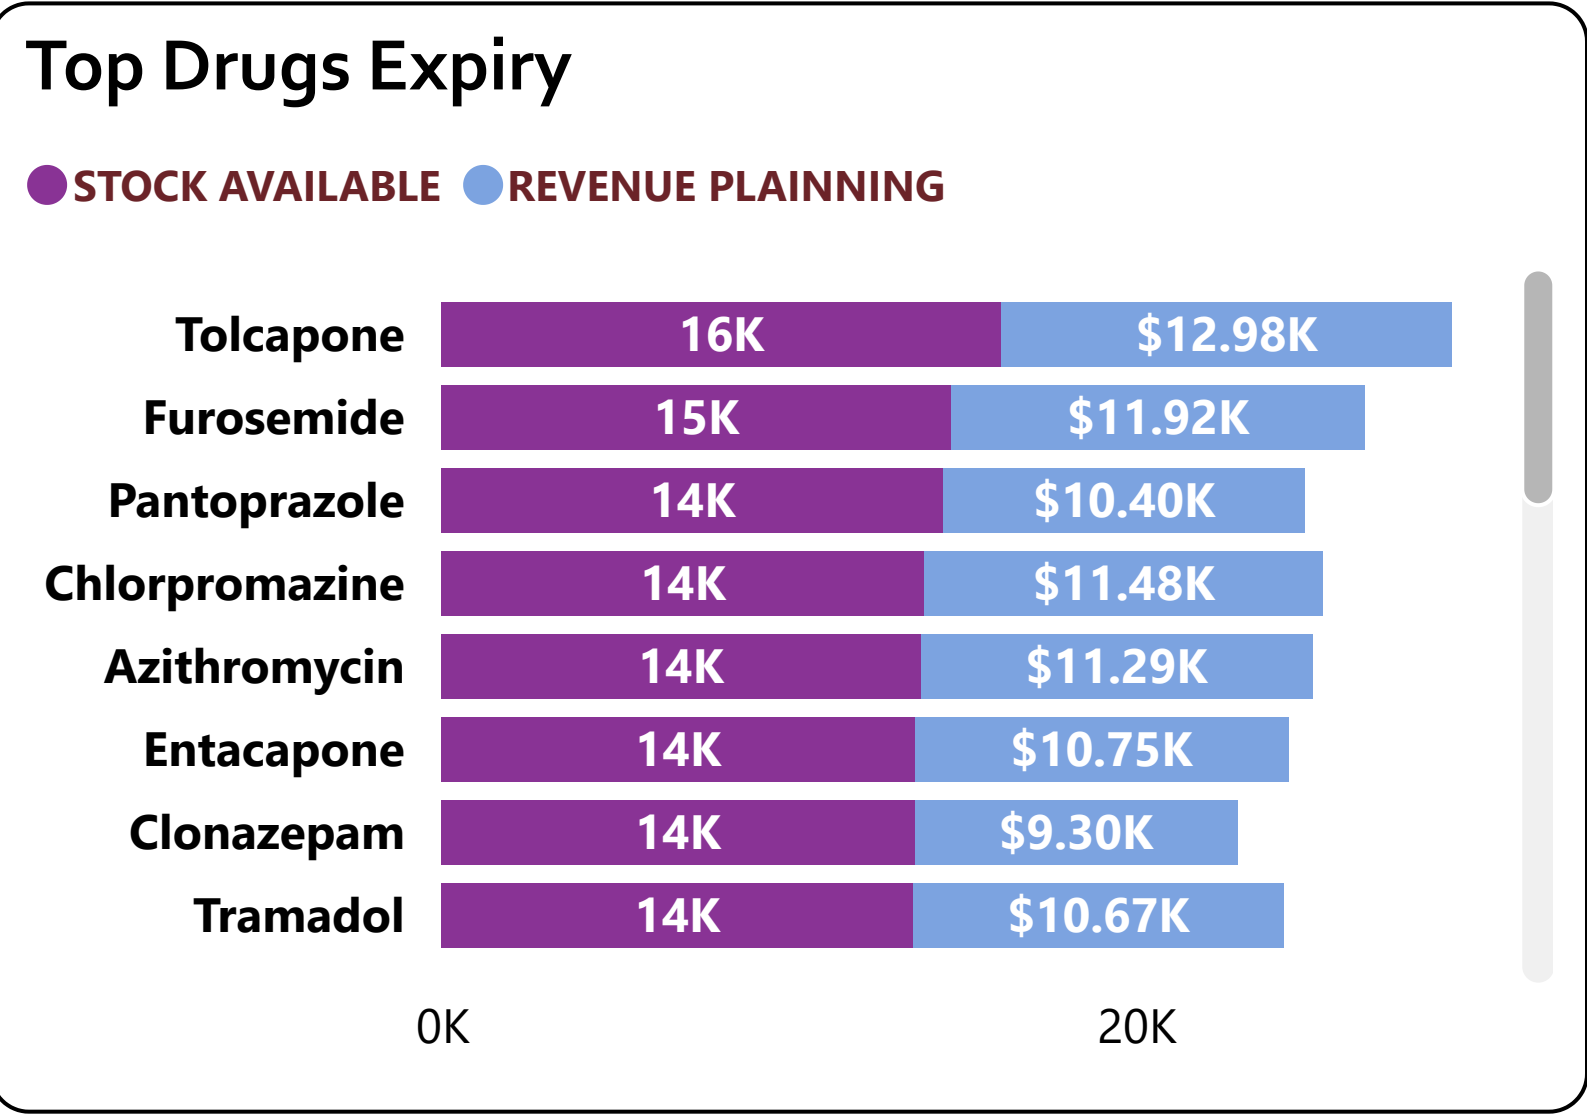 Top Drugs Expiry
STOCK AVAILABLE REVENUE PLAINNING
Tolcapone 16K $12.98K
Furosemide 15K $11.92K
Pantoprazole 14K $10.40K
Chlorpromazine 14K $11.48K
Azithromycin 14K $11.29K
Entacapone 14K $10.75K
Clonazepam 14K $9.30K
Tramadol 14K $10.67K
0K 20K